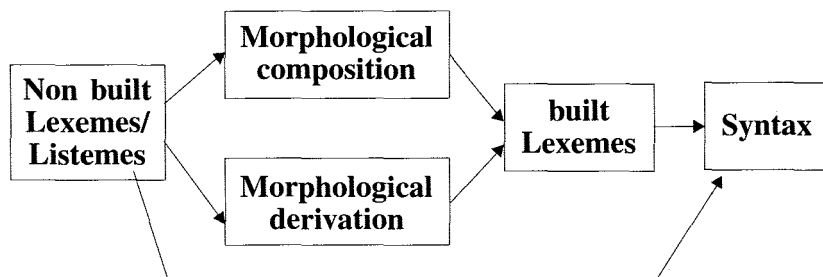 Non built
Lexemes/
Listemes
Morphological
composition
Morphological
derivation
built
Lexemes
Syntax